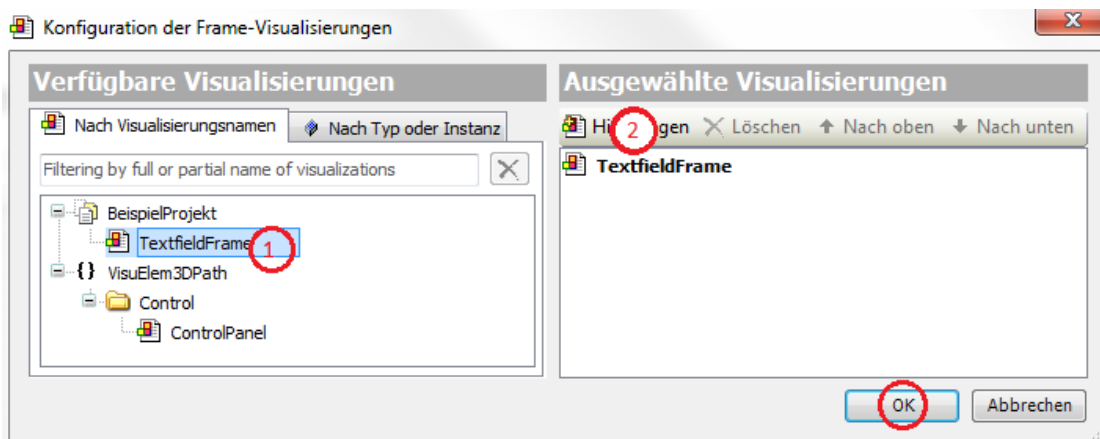 Konfiguration der Frame-Visualisierungen
x
Verfügbare Visualisierungen
Ausgewählte Visualisierungen
Nach Visualisierungsnamen
Nach Typ oder Instanz
2
Löschen
Nach oben
Nach unten
Filtering by full or partial name of visualizations
TextfieldFrame
BeispielProjekt
TextfieldFrame
1
{} VisuElem3DPath
Control
ControlPanel
OK
Abbrechen